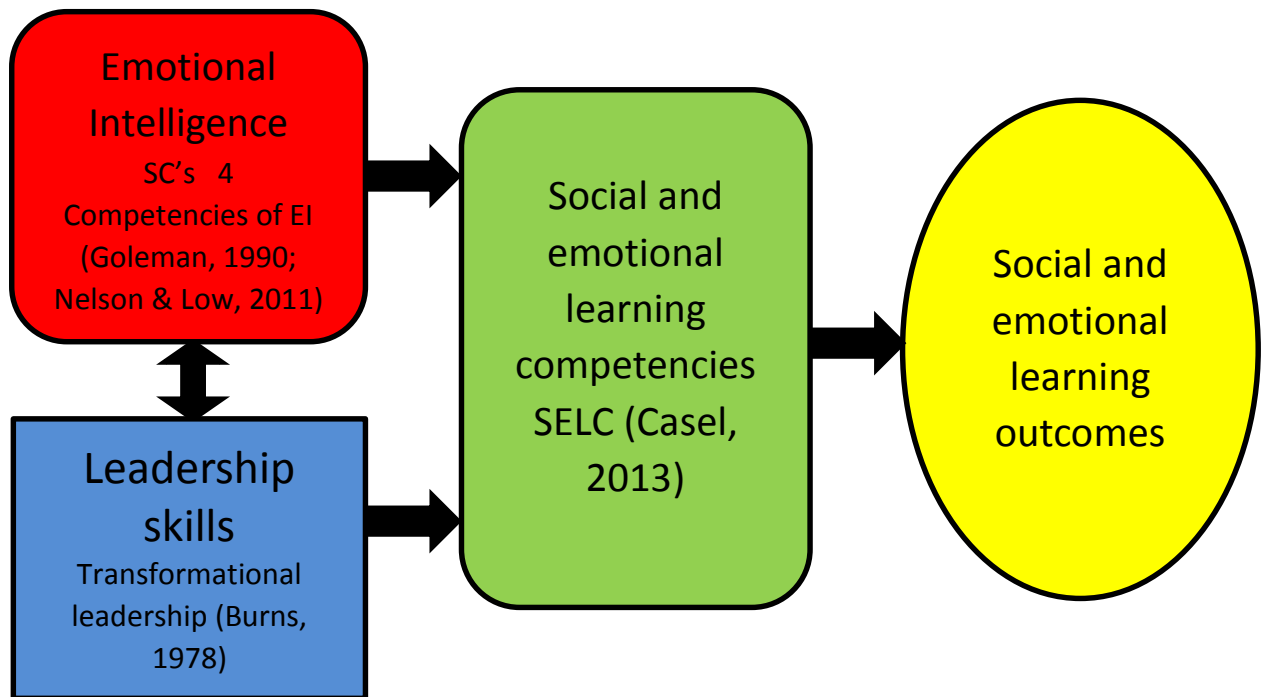 Emotional
Intelligence
SC’s 4
Competencies of EI
(Goleman, 1990;
Nelson & Low, 2011)
Leadership
skills
Transformational
leadership (Burns,
1978)
Social and
emotional
learning
competencies
SELC (Casel,
2013)
Social and
emotional
learning
outcomes